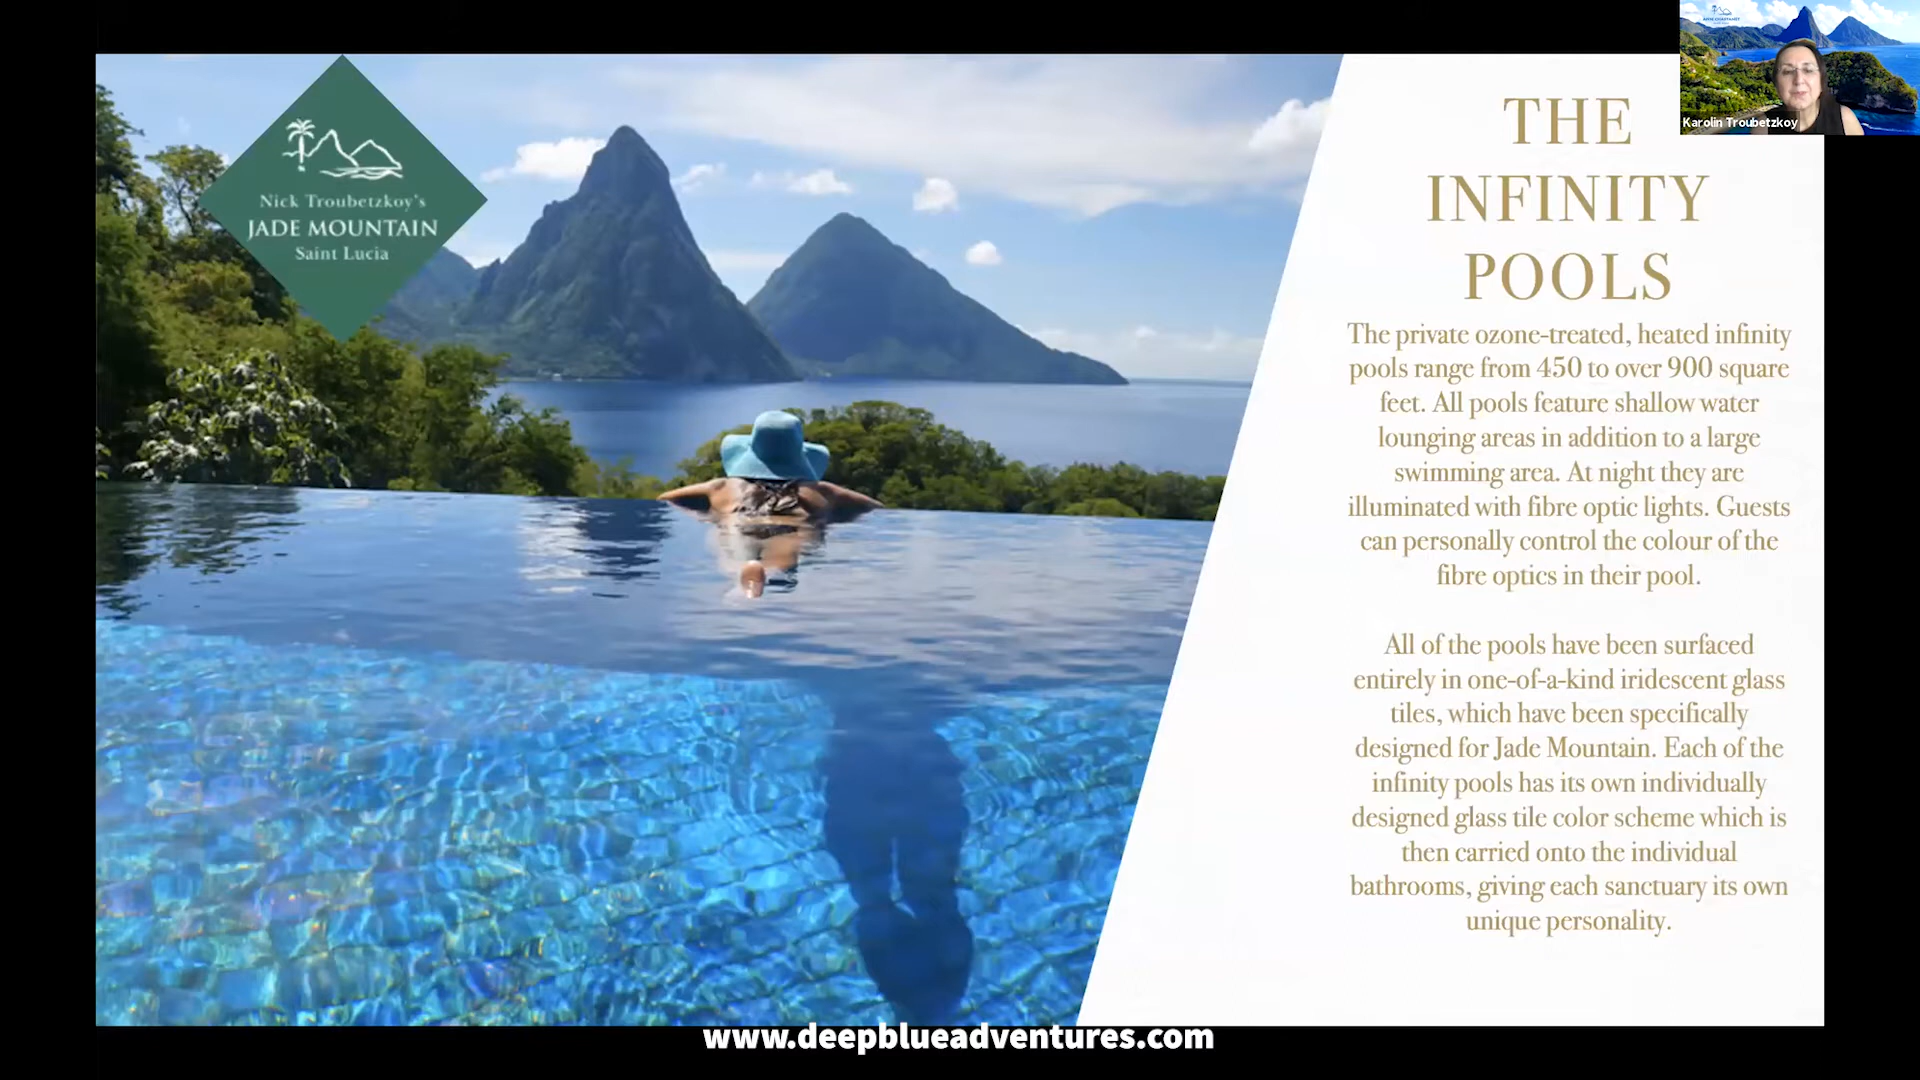 Nick Troubetzkoy's
JADE MOUNTAIN
Saint Lucia
THE
INFINITY
POOLS
The private ozone-treated, heated infinity
pools range from 450 to over 900 square
feet. All pools feature shallow water
lounging areas in addition to a large
swimming area. At night they are
illuminated with fibre optic lights. Guests
can personally control the colour of the
fibre optics in their pool.
All of the pools have been surfaced
entirely in one-of-a-kind iridescent glass
tiles, which have been specifically
designed for Jade Mountain. Each of the
infinity pools has its own individually
designed glass tile color scheme which is
then carried onto the individual
bathrooms, giving each sanctuary its own
unique personality.
Karolin Troubetzkoy
www.deepblueadventures.com